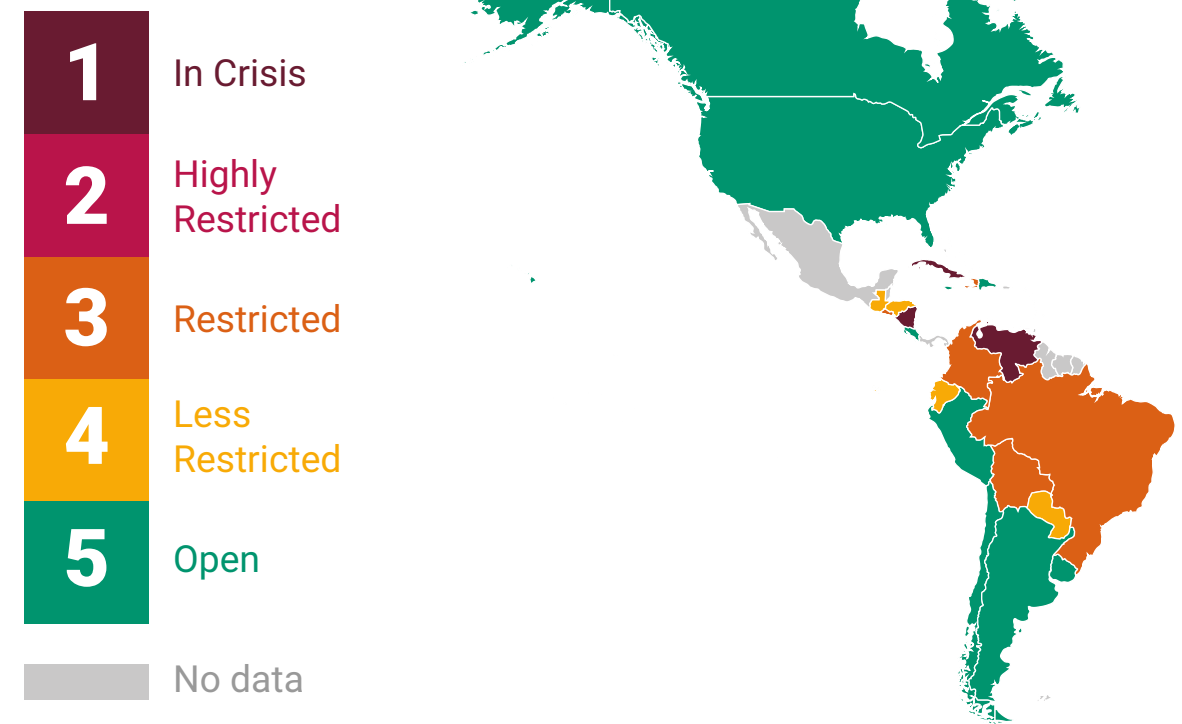 1
In Crisis
2
Highly
Restricted
3
Restricted
4
Less
Restricted
5
Open
No data